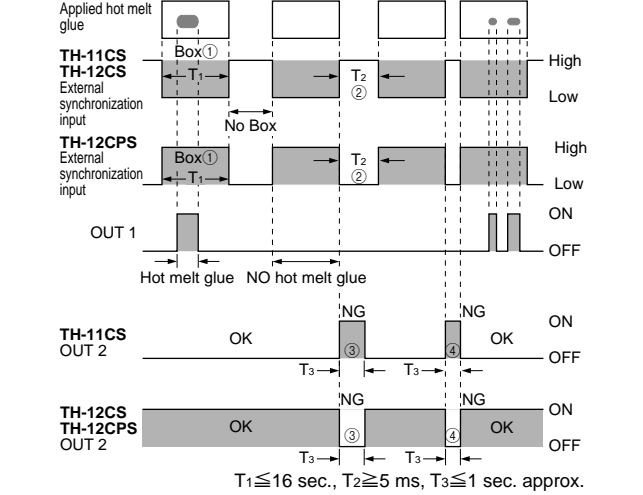 Applied hot melt
glue
TH-11CS
TH-12CS
External
synchronization
input
Box①
T1
T2
②
High
Low
No Box
TH-12CPS
External
synchronization
input
Box①
T1
T2
②
High
Low
OUT 1
ON
OFF
Hot melt glue
NO hot melt glue
TH-11CS
OUT 2
OK
NG
③
T3
NG
④
T3
OK
ON
OFF
TH-12CS
TH-12CPS
OUT 2
OK
NG
③
T3
NG
④
T3
OK
ON
OFF
T1≦16 sec., T2≧5 ms, T3≦1 sec. approx.